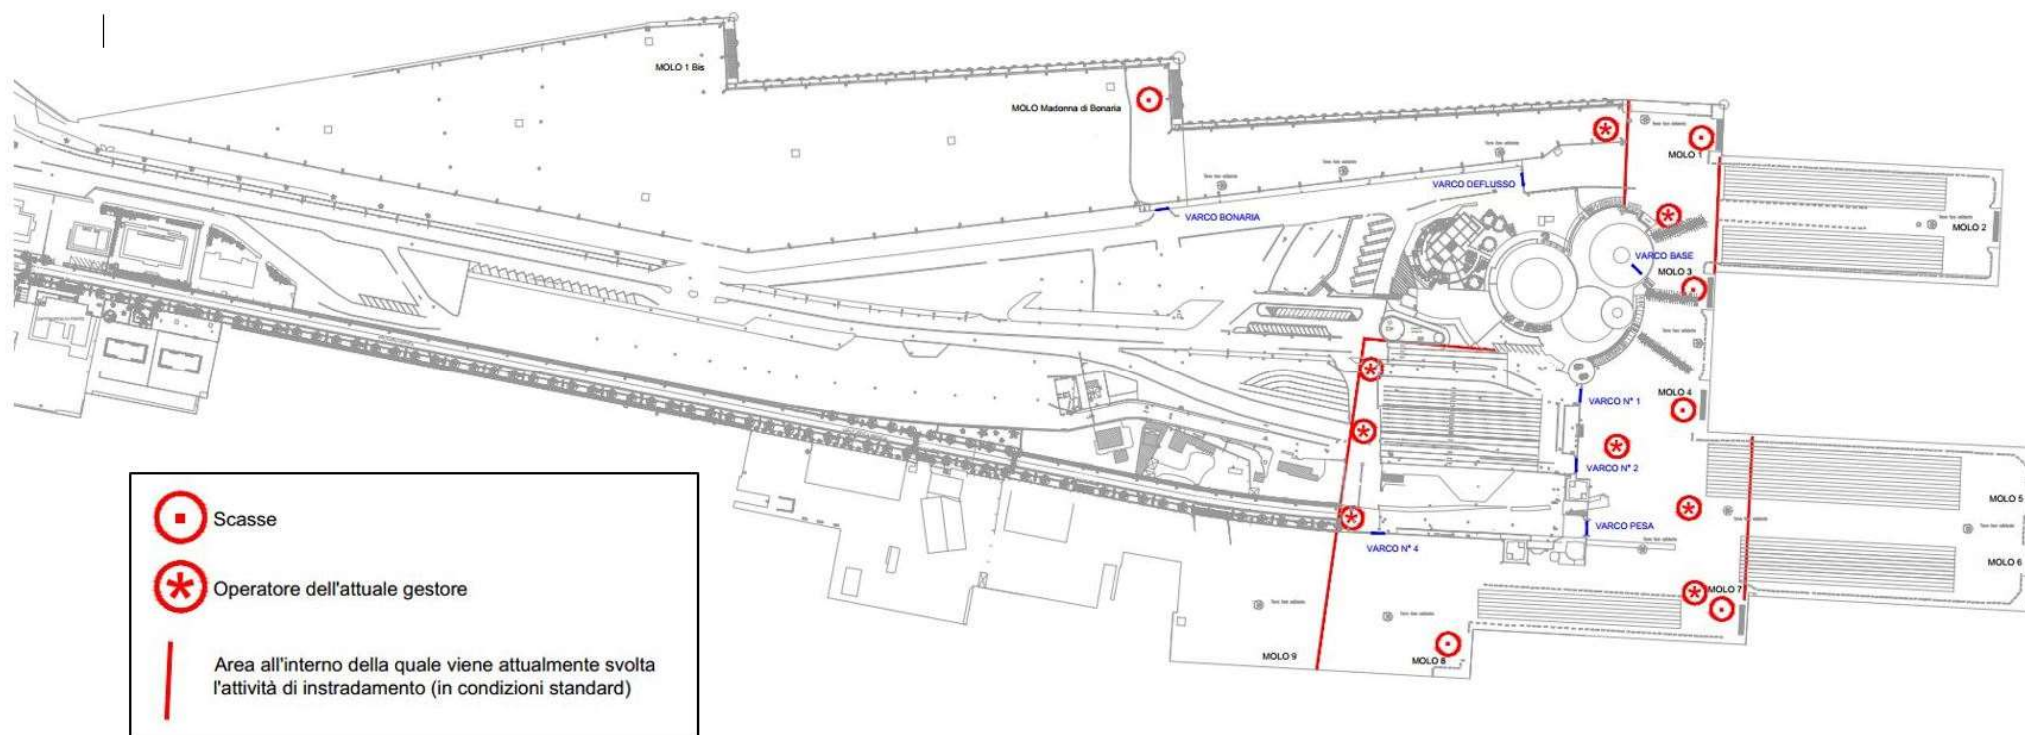 MOLO 1 Bis
MOLO Madonna di Bonaria
MOLO 1
VARCO DEFLUSSO
VARCO BONARIA
MOLO 2
VARCO BASE
MOLO 3
MOLO 4
VARCO N° 1
VARCO N° 2
MOLO 5
VARCO PESA
VARCO N° 4
MOLO 6
MOLO 7
MOLO 9
MOLO 8
Scasse
Operatore dell'attuale gestore
Area all'interno della quale viene attualmente svolta
l'attività di instradamento (in condizioni standard)